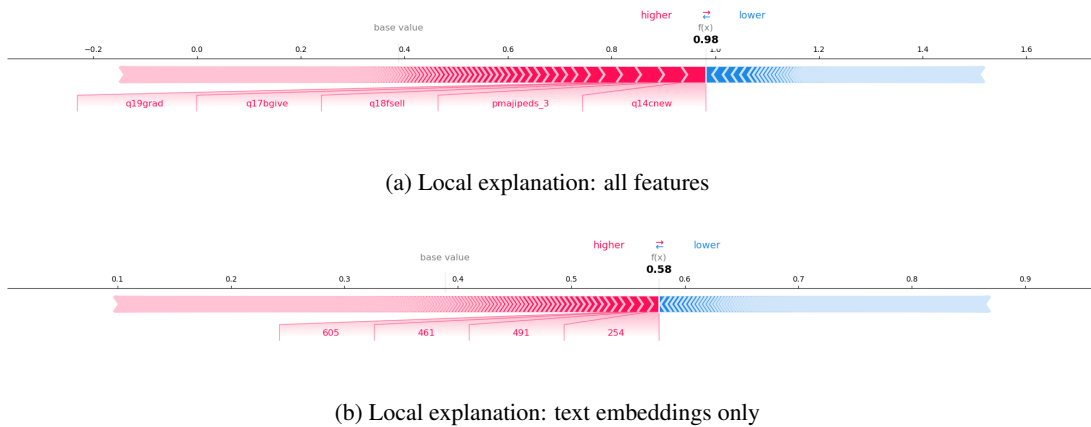 higher ⇄ lower
base value f(x)
0.98
−0.2 0.0 0.2 0.4 0.6 0.8 1.0 1.2 1.4 1.6
q19grad q17bgive q18fsell pmajipeds_3 q14cnew
(a) Local explanation: all features
higher ⇄ lower
base value f(x)
0.58
0.1 0.2 0.3 0.4 0.5 0.6 0.7 0.8 0.9
605 461 491 254
(b) Local explanation: text embeddings only